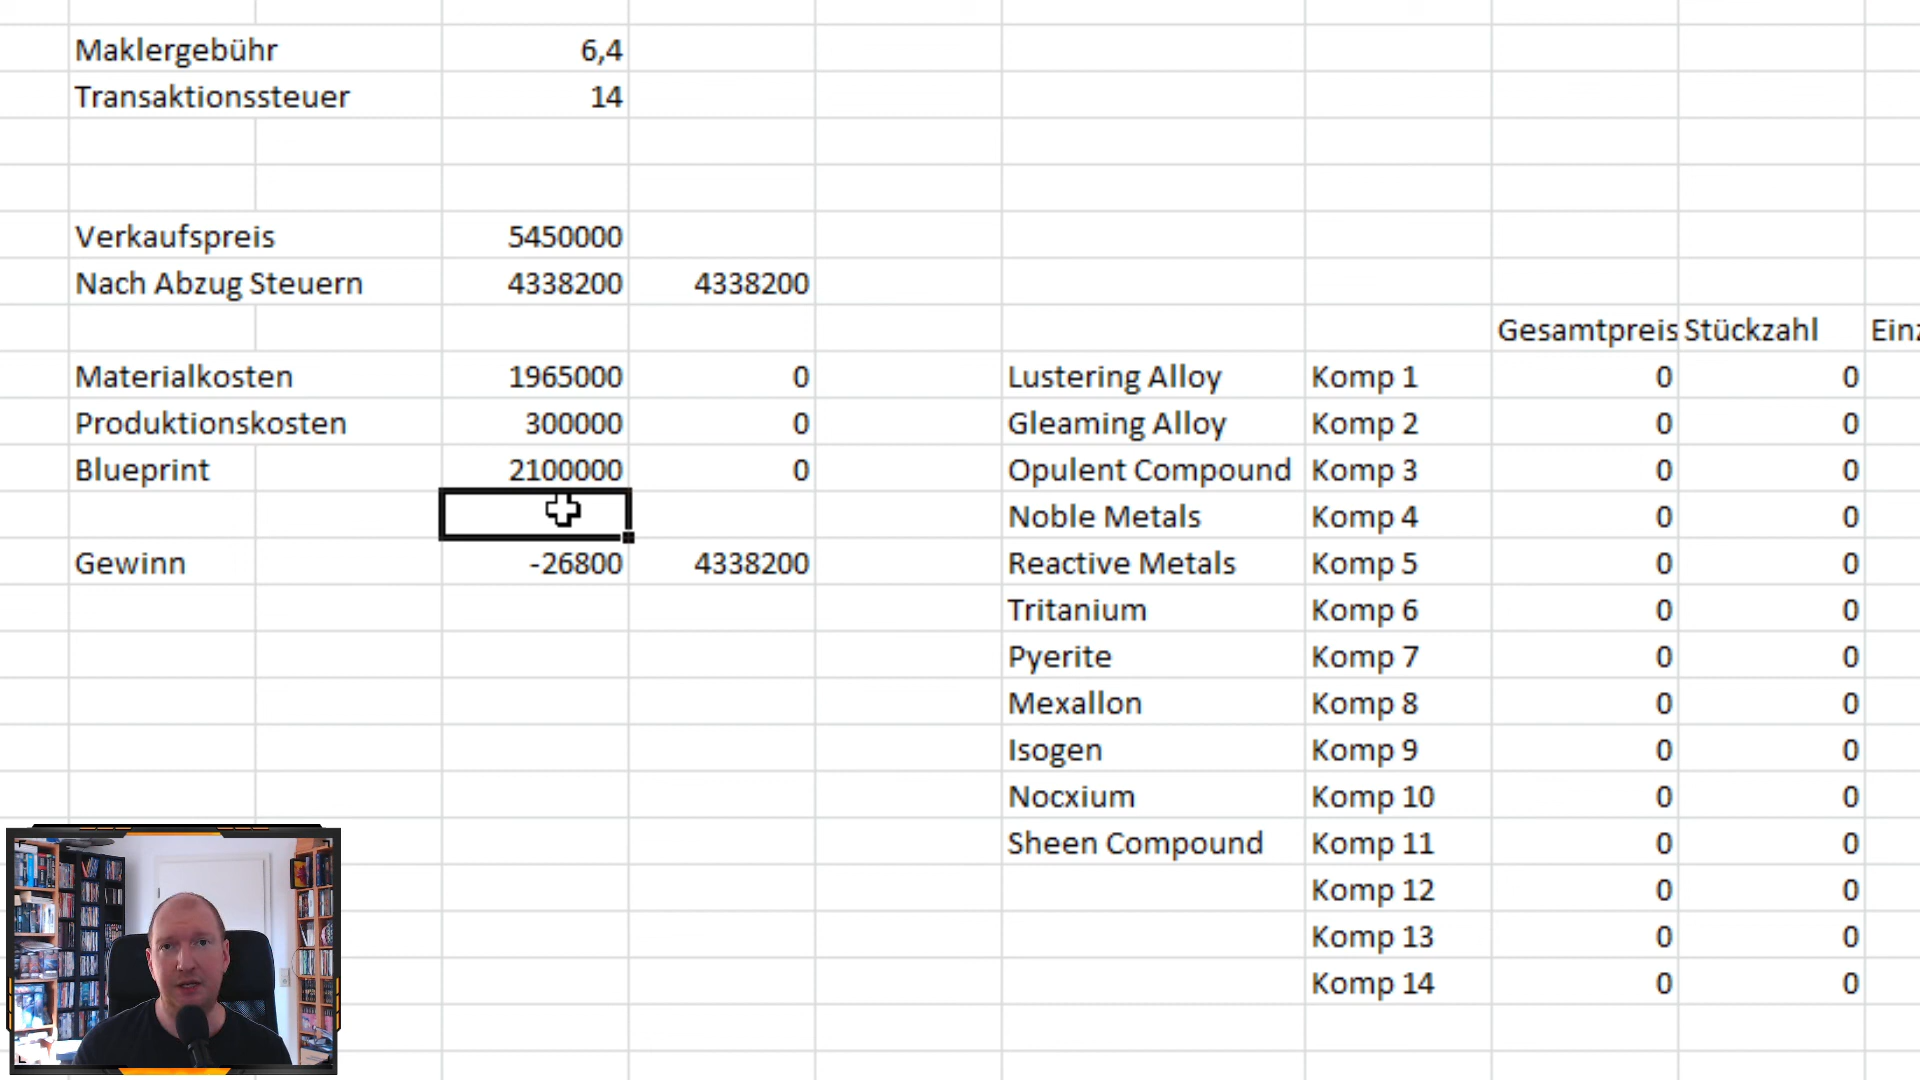 Maklergebühr 6,4
Transaktionssteuer 14
Verkaufspreis 5450000
Nach Abzug Steuern 4338200 4338200
Gesamtpreis Stückzahl Einz
Materialkosten 1965000 0 Lustering Alloy Komp 1 0 0
Produktionskosten 300000 0 Gleaming Alloy Komp 2 0 0
Blueprint 2100000 0 Opulent Compound Komp 3 0 0
Noble Metals Komp 4 0 0
Gewinn -26800 4338200 Reactive Metals Komp 5 0 0
Tritanium Komp 6 0 0
Pyerite Komp 7 0 0
Mexallon Komp 8 0 0
Isogen Komp 9 0 0
Nocxium Komp 10 0 0
Sheen Compound Komp 11 0 0
Komp 12 0 0
Komp 13 0 0
Komp 14 0 0